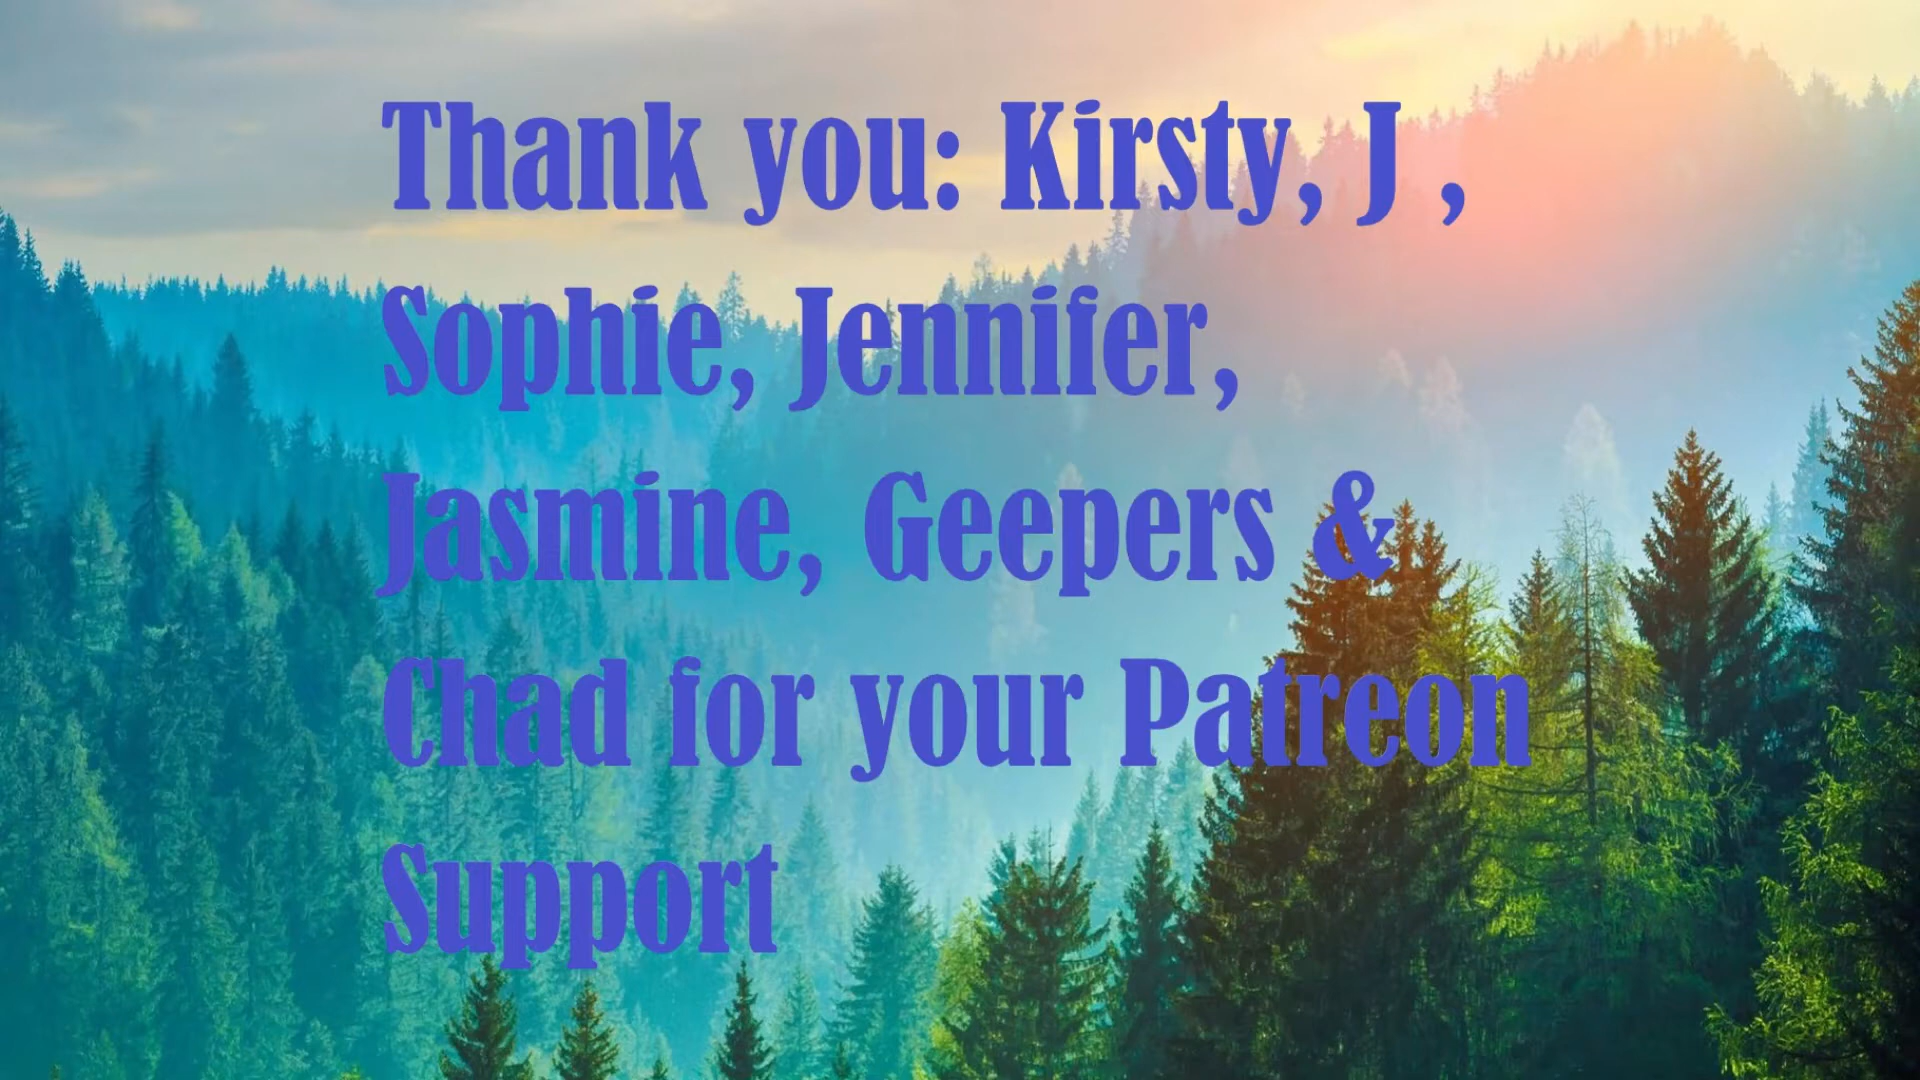 Thank you: Kirsty, J ,
Sophie, Jennifer,
Jasmine, Geepers &
Chad for your Patreon
Support